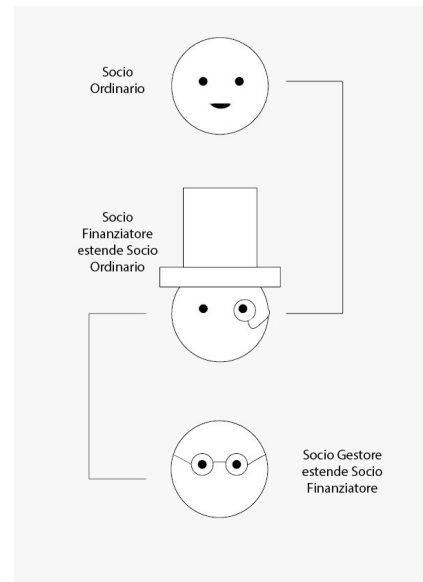 Socio
Ordinario
Socio
Finanziatore
estende Socio
Ordinario
Socio Gestore
estende Socio
Finanziatore